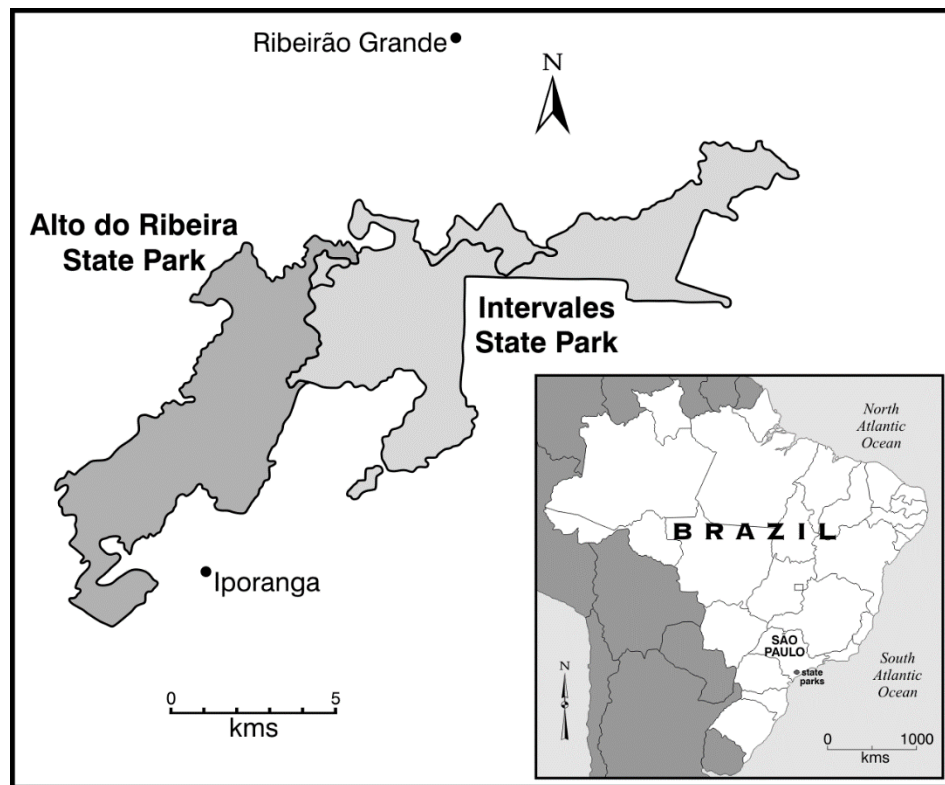 Ribeirão Grande
N
Alto do Ribeira
State Park
Intervales
State Park
Iporanga
0 5
kms
North
Atlantic
Ocean
BRAZIL
SÃO
PAULO
state
parks
South
Atlantic
Ocean
N
0 1000
kms